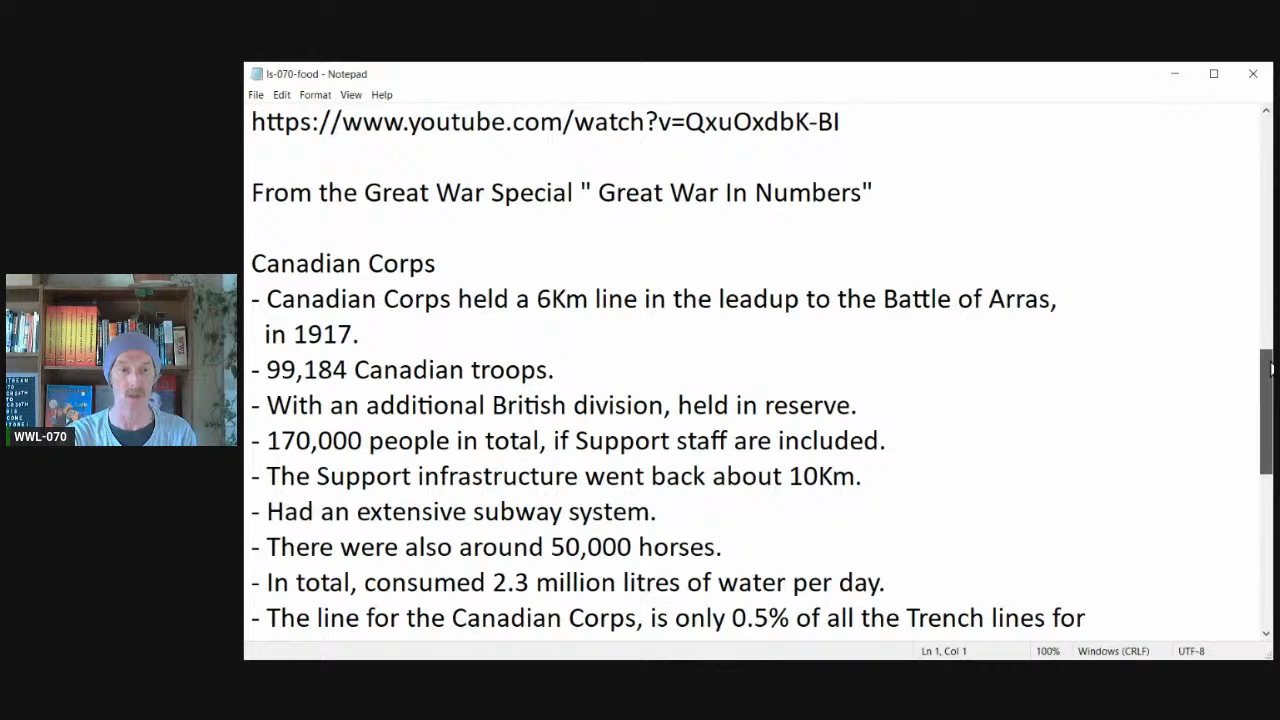 ls-070-food - Notepad
File Edit Format View Help
https://www.youtube.com/watch?v=QxuOxdbK-BI
From the Great War Special " Great War In Numbers"
Canadian Corps
- Canadian Corps held a 6Km line in the leadup to the Battle of Arras,
in 1917.
- 99,184 Canadian troops.
- With an additional British division, held in reserve.
- 170,000 people in total, if Support staff are included.
- The Support infrastructure went back about 10Km.
- Had an extensive subway system.
- There were also around 50,000 horses.
- In total, consumed 2.3 million litres of water per day.
- The line for the Canadian Corps, is only 0.5% of all the Trench lines for
Ln 1, Col 1 100% Windows (CRLF) UTF-8
WWL-070